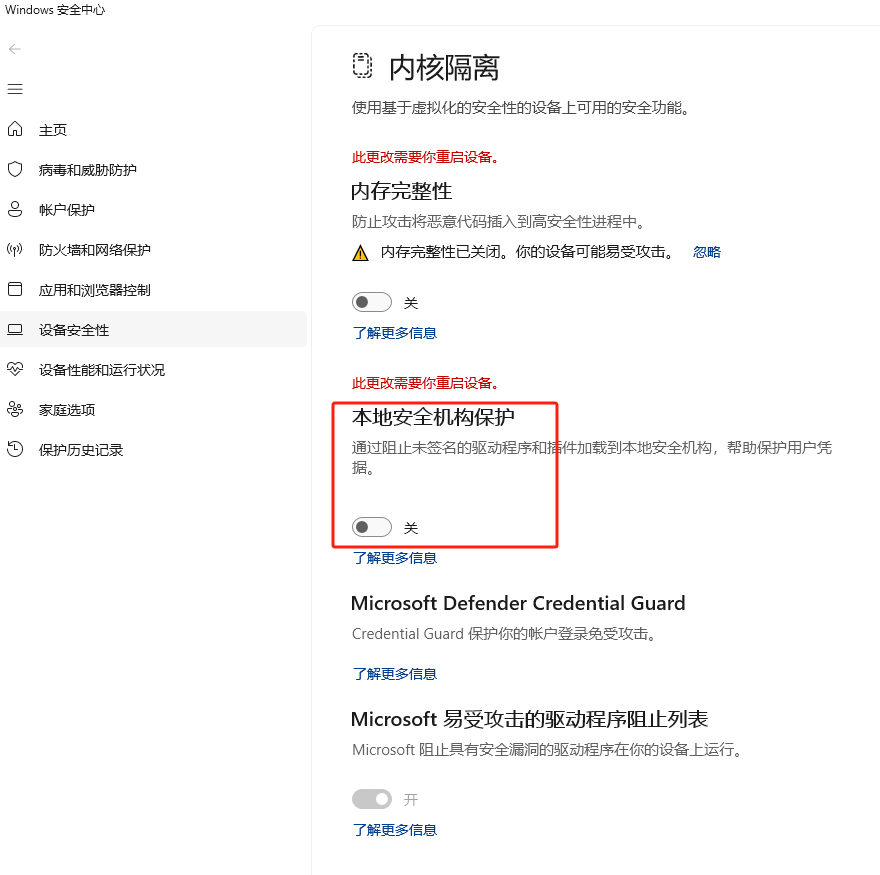 Windows 安全中心
主页
病毒和威胁防护
帐户保护
防火墙和网络保护
应用和浏览器控制
设备安全性
设备性能和运行状况
家庭选项
保护历史记录
内核隔离
使用基于虚拟化的安全性的设备上可用的安全功能。
此更改需要你重启设备。
内存完整性
防止攻击将恶意代码插入到高安全性进程中。
内存完整性已关闭。你的设备可能易受攻击。 忽略
关
了解更多信息
此更改需要你重启设备。
本地安全机构保护
通过阻止未签名的驱动程序和插件加载到本地安全机构，帮助保护用户凭
据。
关
了解更多信息
Microsoft Defender Credential Guard
Credential Guard 保护你的帐户登录免受攻击。
了解更多信息
Microsoft 易受攻击的驱动程序阻止列表
Microsoft 阻止具有安全漏洞的驱动程序在你的设备上运行。
开
了解更多信息